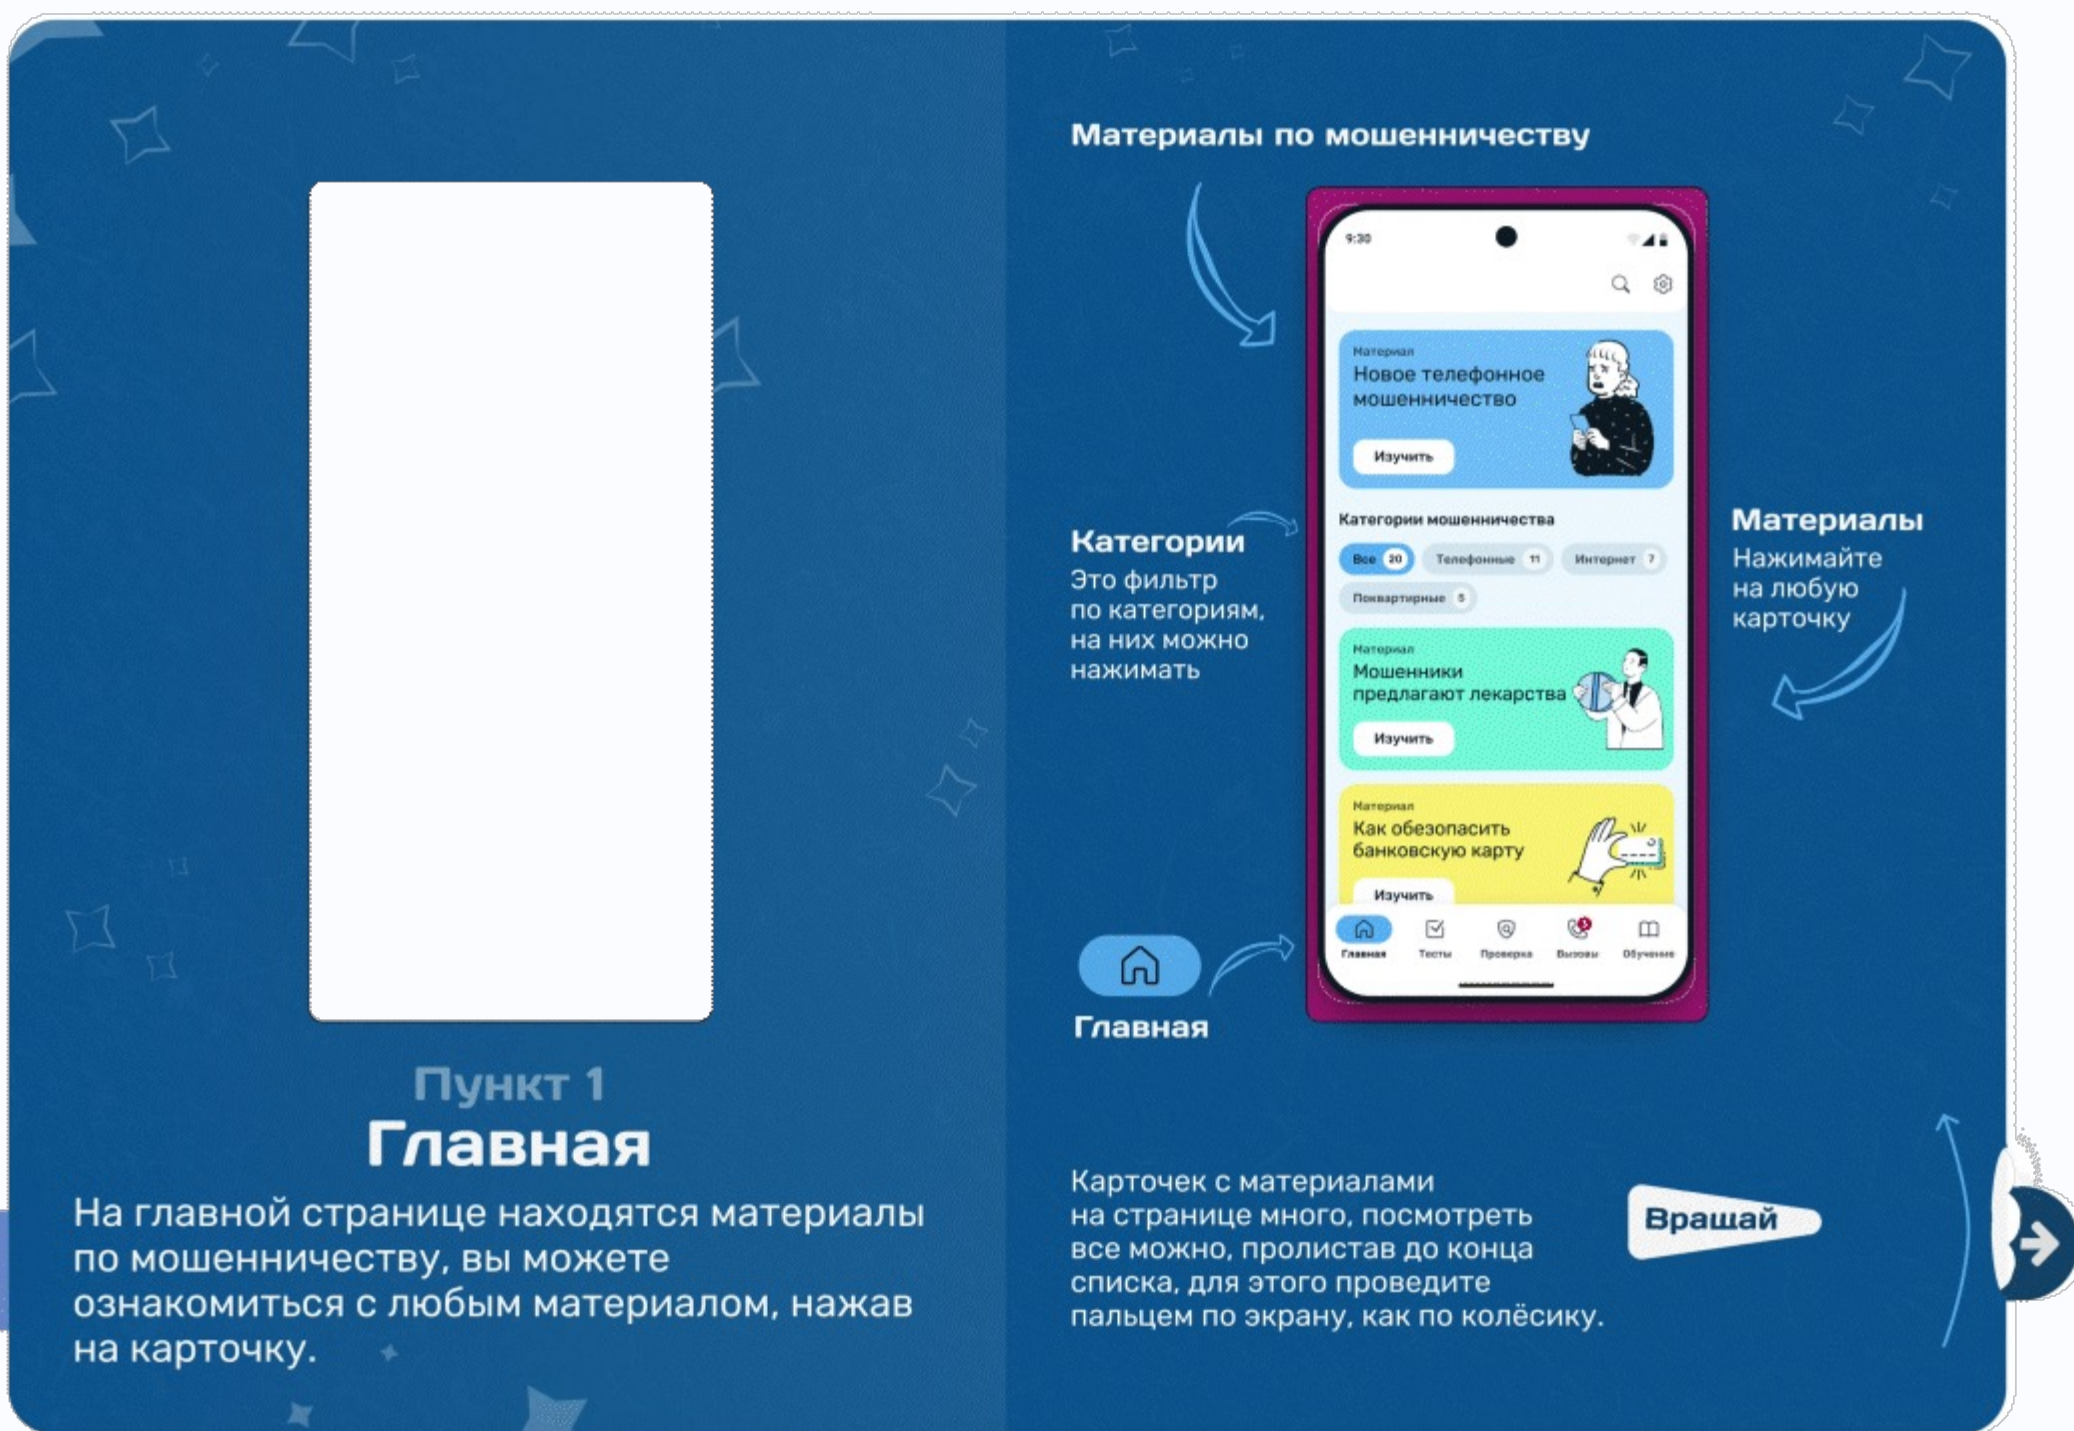 Пункт 1
Главная
На главной странице находятся материалы
по мошенничеству, вы можете
ознакомиться с любым материалом, нажав
на карточку.
Материалы по мошенничеству
9:30
Материал
Новое телефонное
мошенничество
Изучить
Категории мошенничества
Все 20 Телефонные 11 Интернет 7
Поквартирные 5
Материал
Мошенники
предлагают лекарства
Изучить
Материал
Как обезопасить
банковскую карту
Изучить
Главная Тесты Проверка Вызовы Обучение
Категории
Это фильтр
по категориям,
на них можно
нажимать
Материалы
Нажимайте
на любую
карточку
Главная
Карточек с материалами
на странице много, посмотреть
все можно, пролистав до конца
списка, для этого проведите
пальцем по экрану, как по колёсику.
Вращай